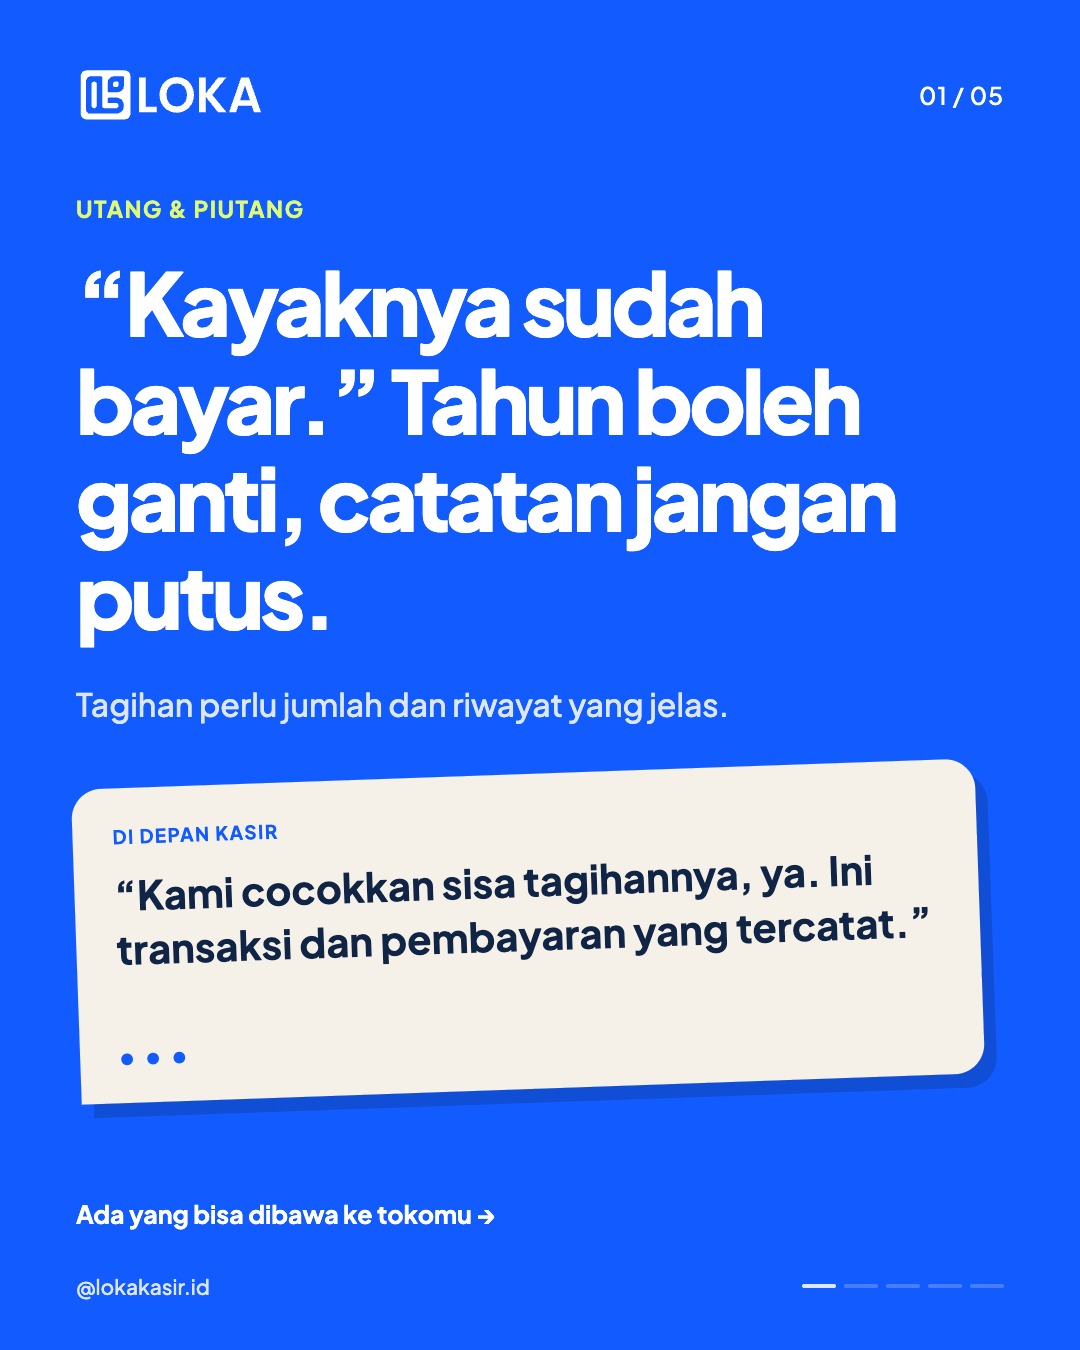 LOKA
01 / 05
UTANG & PIUTANG
“Kayaknya sudah
bayar.” Tahun boleh
ganti, catatan jangan
putus.
Tagihan perlu jumlah dan riwayat yang jelas.
DI DEPAN KASIR
“Kami cocokkan sisa tagihannya, ya. Ini
transaksi dan pembayaran yang tercatat.”
Ada yang bisa dibawa ke tokomu →
@lokakasir.id